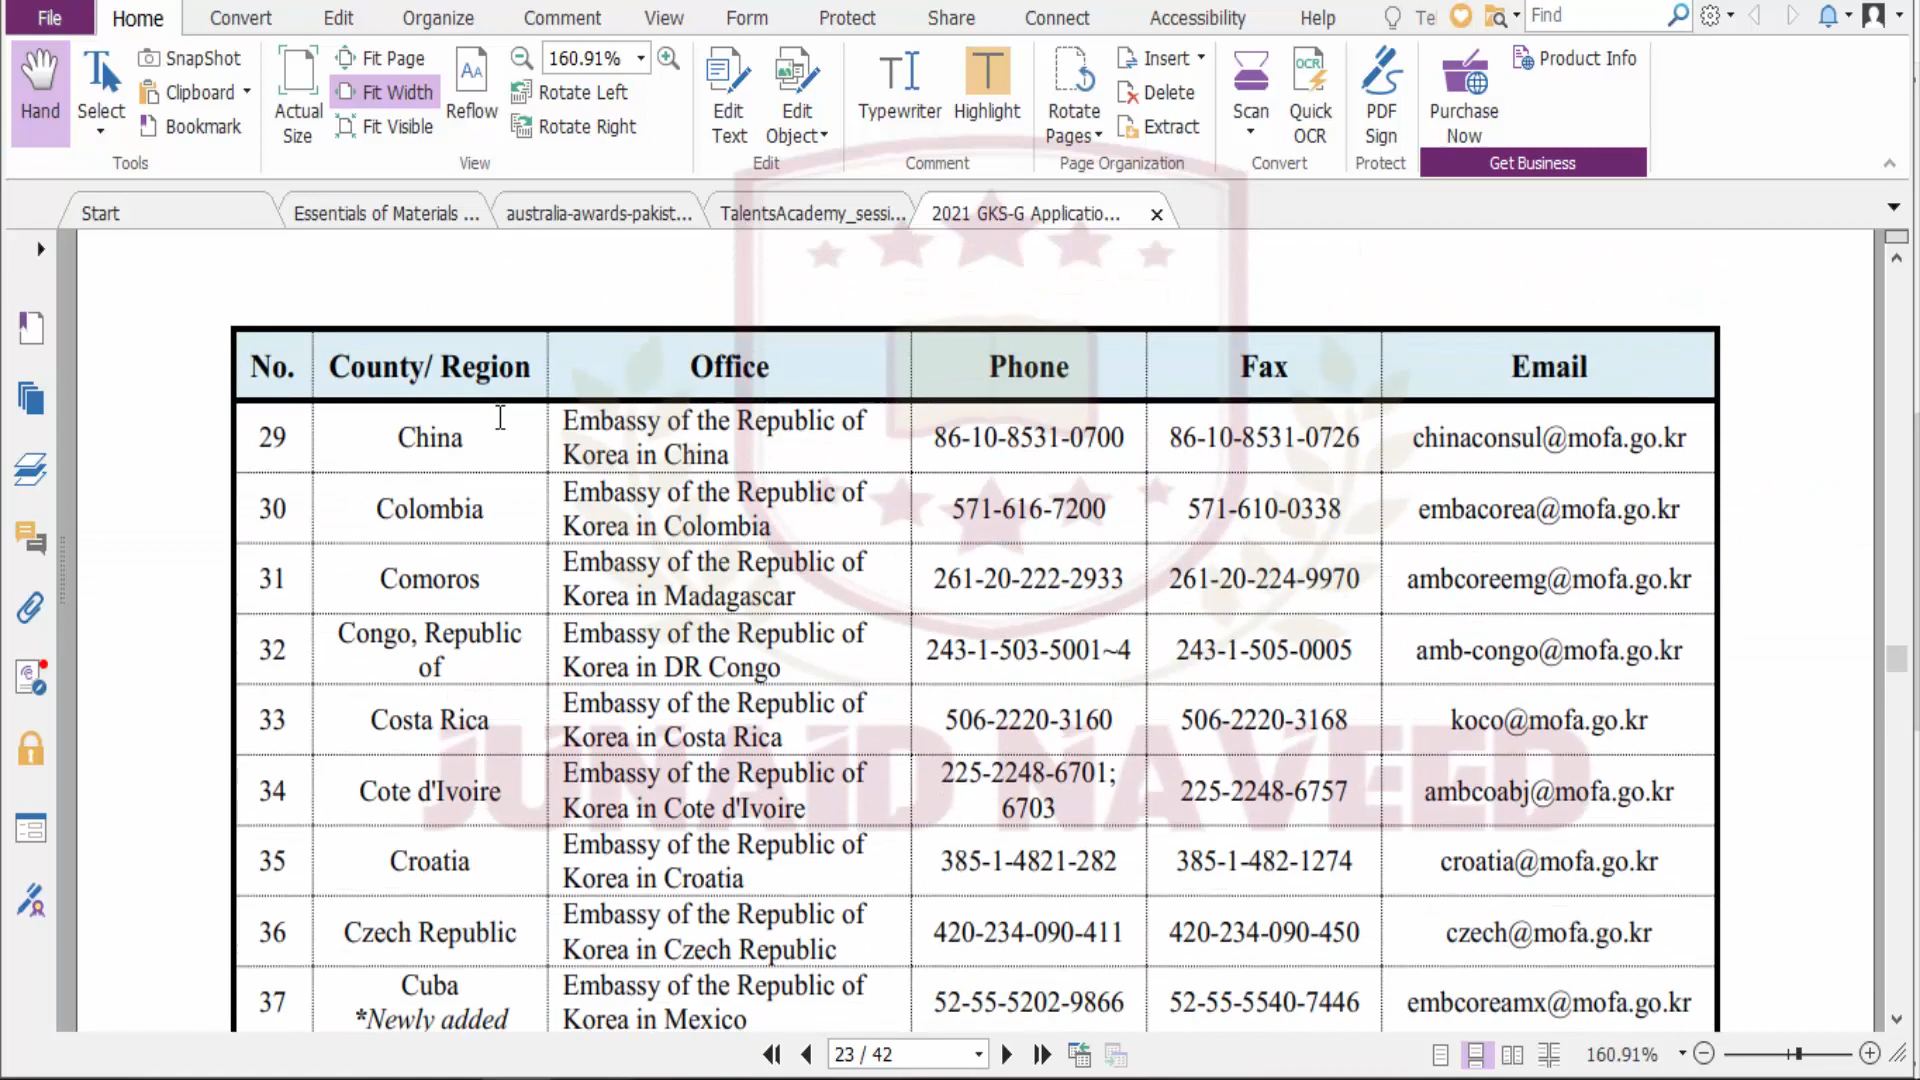 File Home Convert Edit Organize Comment View Form Protect Share Connect Accessibility Help Tel Find
Hand
Select
SnapShot
Clipboard
Bookmark
Tools
Actual Size
Fit Page
Fit Width
Fit Visible
Reflow
160.91%
Rotate Left
Rotate Right
View
Edit Text
Edit Object
Edit
Typewriter
Highlight
Comment
Rotate Pages
Insert
Delete
Extract
Page Organization
Scan
Quick OCR
Convert
PDF Sign
Protect
Purchase Now
Product Info
Get Business
Start
Essentials of Materials ...
australia-awards-pakist...
TalentsAcademy_sessi...
2021 GKS-G Applicatio...
No. County/ Region Office Phone Fax Email
29 China Embassy of the Republic of Korea in China 86-10-8531-0700 86-10-8531-0726 chinaconsul@mofa.go.kr
30 Colombia Embassy of the Republic of Korea in Colombia 571-616-7200 571-610-0338 embacorea@mofa.go.kr
31 Comoros Embassy of the Republic of Korea in Madagascar 261-20-222-2933 261-20-224-9970 ambcoreemg@mofa.go.kr
32 Congo, Republic of Embassy of the Republic of Korea in DR Congo 243-1-503-5001~4 243-1-505-0005 amb-congo@mofa.go.kr
33 Costa Rica Embassy of the Republic of Korea in Costa Rica 506-2220-3160 506-2220-3168 koco@mofa.go.kr
34 Cote d'Ivoire Embassy of the Republic of Korea in Cote d'Ivoire 225-2248-6701; 6703 225-2248-6757 ambcoabj@mofa.go.kr
35 Croatia Embassy of the Republic of Korea in Croatia 385-1-4821-282 385-1-482-1274 croatia@mofa.go.kr
36 Czech Republic Embassy of the Republic of Korea in Czech Republic 420-234-090-411 420-234-090-450 czech@mofa.go.kr
37 Cuba *Newly added Embassy of the Republic of Korea in Mexico 52-55-5202-9866 52-55-5540-7446 embcoreamx@mofa.go.kr
JUNAID NAVEED
23 / 42
160.91%